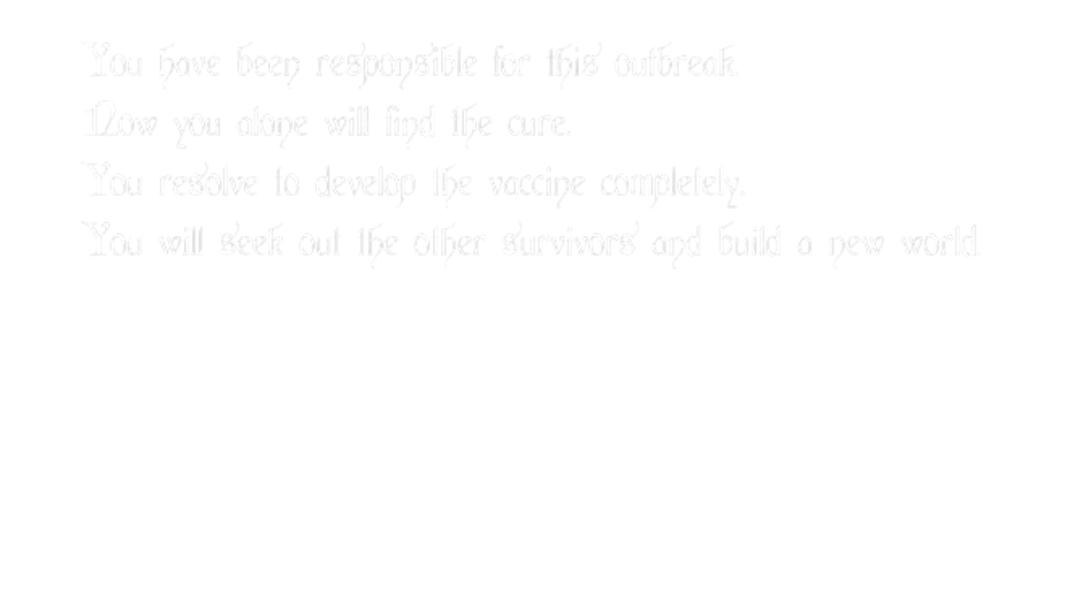 You have been responsible for this outbreak
Now you alone will find the cure.
You resolve to develop the vaccine completely.
You will seek out the other survivors and build a new world